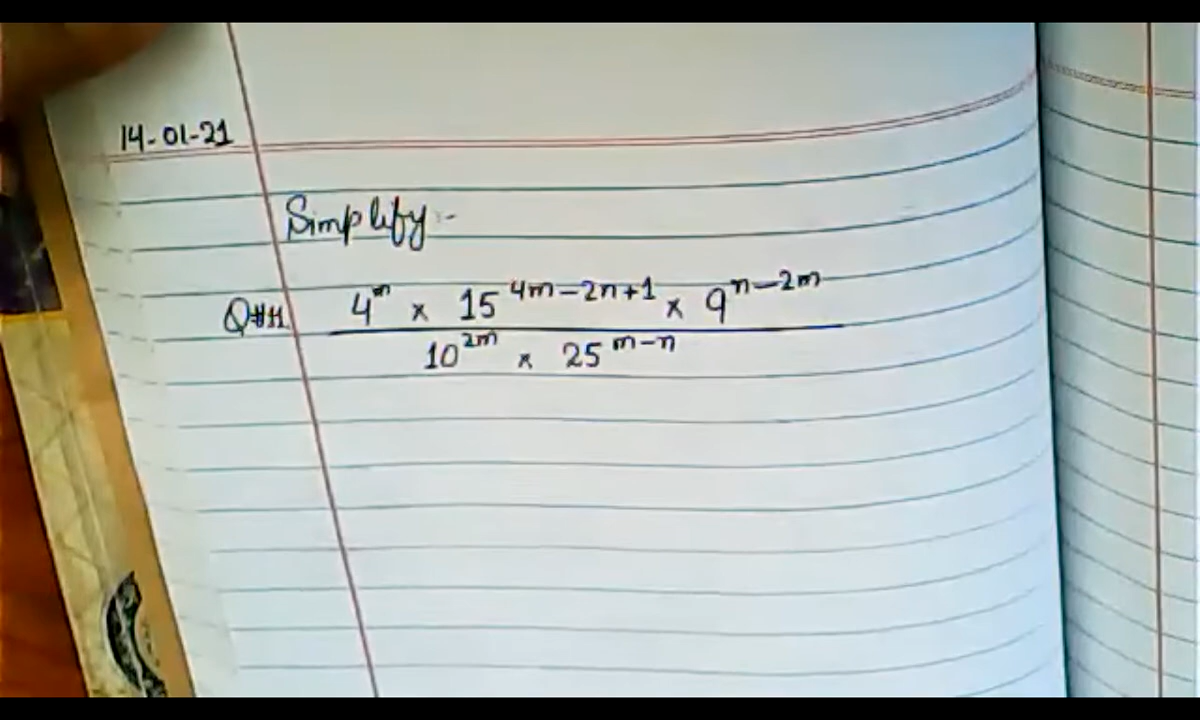 14-01-21
Simplify:-
Q#11 4^m × 15^4m-2n+1 × 9^n-2m
10^2m × 25^m-n